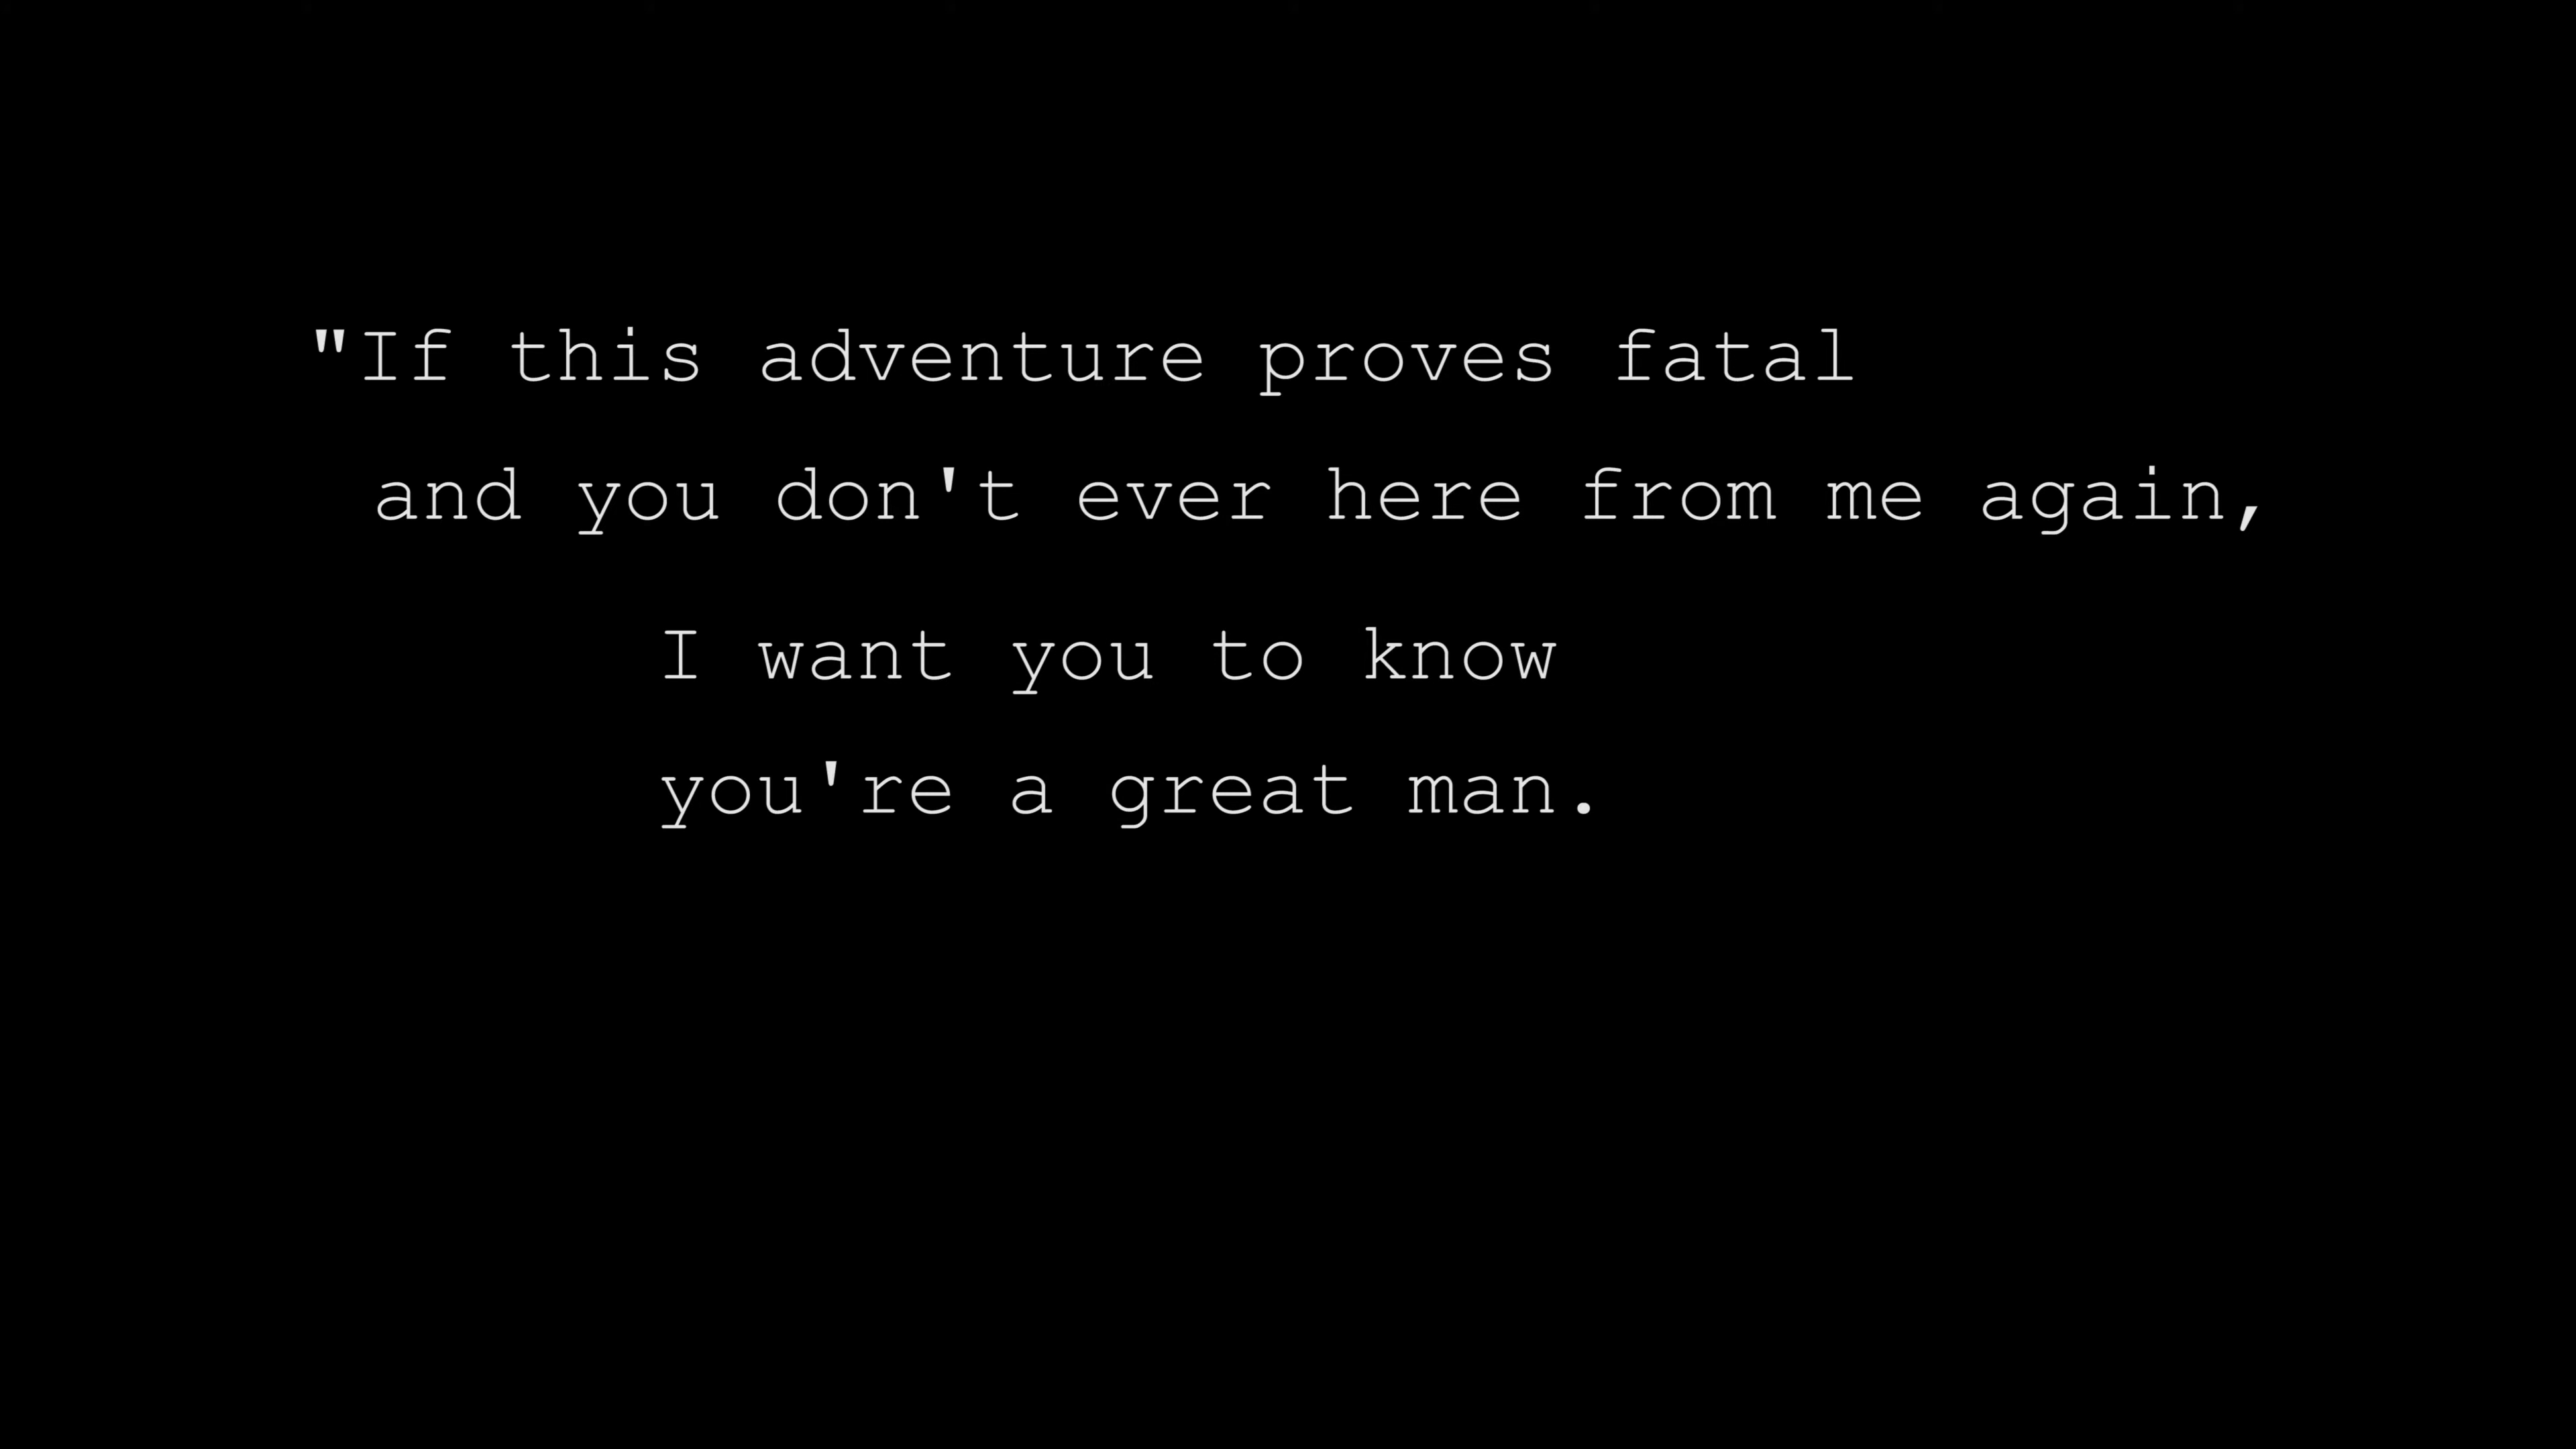 "If this adventure proves fatal
and you don't ever here from me again,
I want you to know
you're a great man.